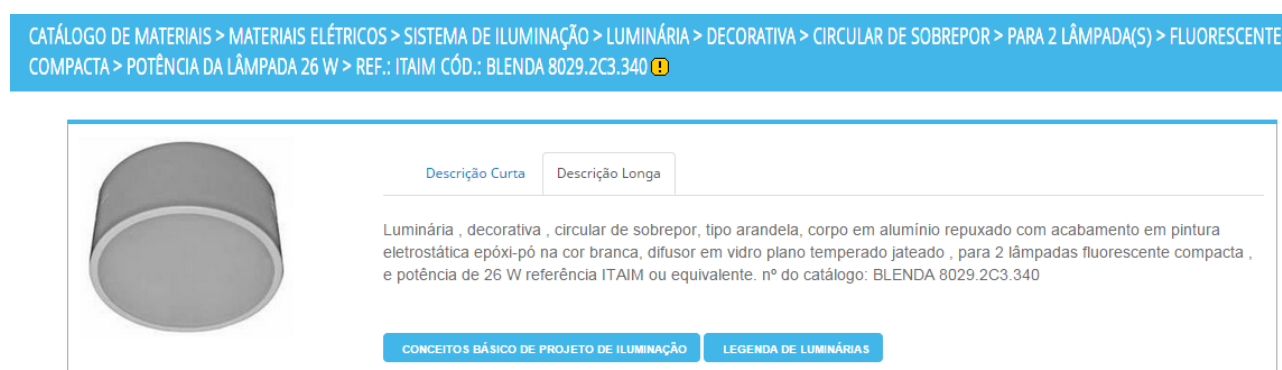 CATÁLOGO DE MATERIAIS > MATERIAIS ELÉTRICOS > SISTEMA DE ILUMINAÇÃO > LUMINÁRIA > DECORATIVA > CIRCULAR DE SOBREPOR > PARA 2 LÂMPADA(S) > FLUORESCENTE
COMPACTA > POTÊNCIA DA LÂMPADA 26 W > REF.: ITAIM CÓD.: BLENDA 8029.2C3.340 !
Descrição Curta Descrição Longa
Luminária , decorativa , circular de sobrepor, tipo arandela, corpo em alumínio repuxado com acabamento em pintura
eletrostática epóxi-pó na cor branca, difusor em vidro plano temperado jateado , para 2 lâmpadas fluorescente compacta ,
e potência de 26 W referência ITAIM ou equivalente. nº do catálogo: BLENDA 8029.2C3.340
CONCEITOS BÁSICO DE PROJETO DE ILUMINAÇÃO LEGENDA DE LUMINÁRIAS